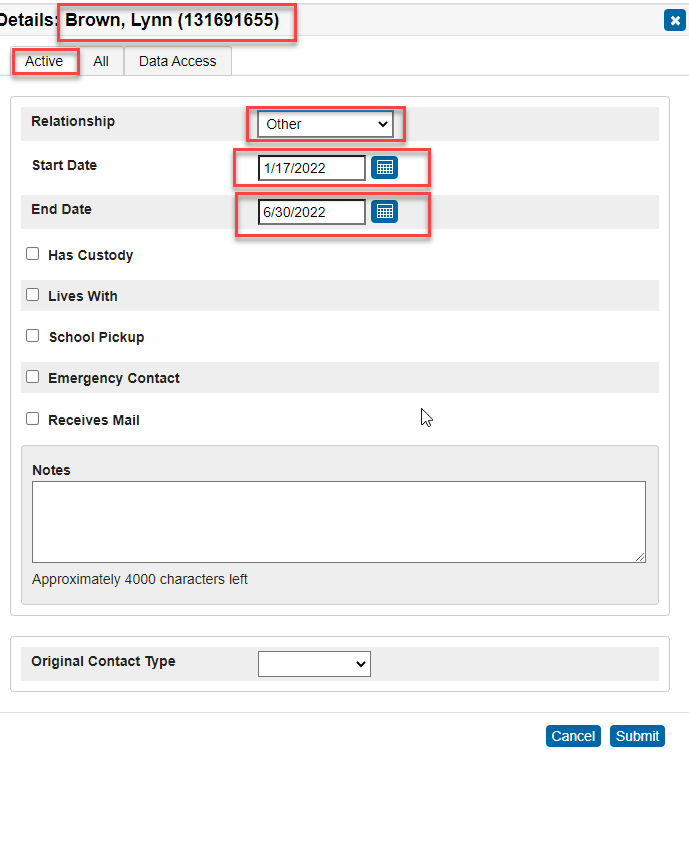 Details: Brown, Lynn (131691655)
Active All Data Access
Relationship Other
Start Date 1/17/2022
End Date 6/30/2022
Has Custody
Lives With
School Pickup
Emergency Contact
Receives Mail
Notes
Approximately 4000 characters left
Original Contact Type
Cancel Submit